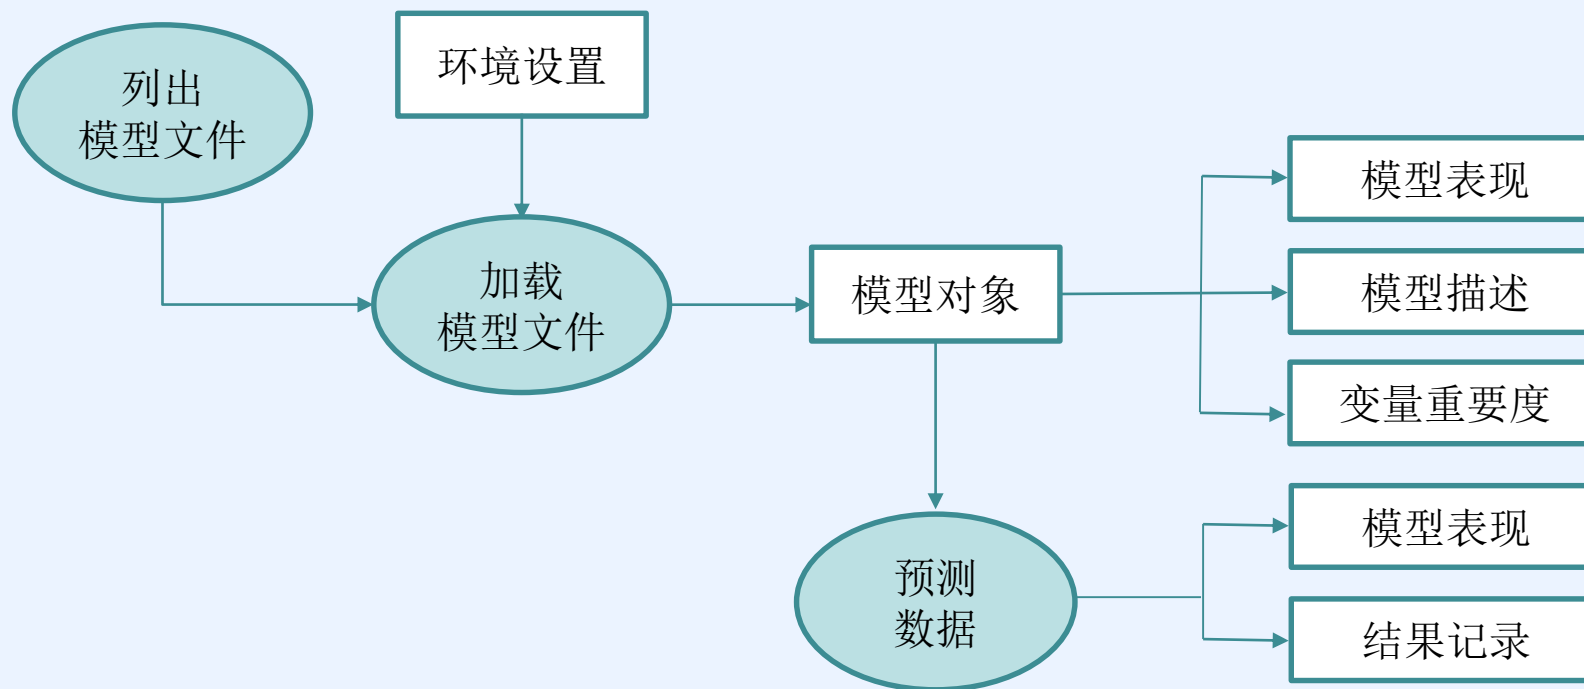 列出
模型文件
环境设置
加载
模型文件
模型对象
模型表现
模型描述
变量重要度
预测
数据
模型表现
结果记录